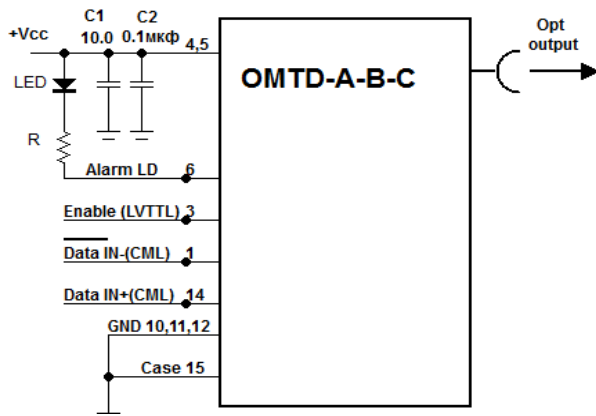 C1 C2
+Vcc 10.0 0.1мкф 4,5
Opt
output
OMTD-A-B-C
LED
R
Alarm LD 6
Enable (LVTTL) 3
Data IN-(CML) 1
Data IN+(CML) 14
GND 10,11,12
Case 15